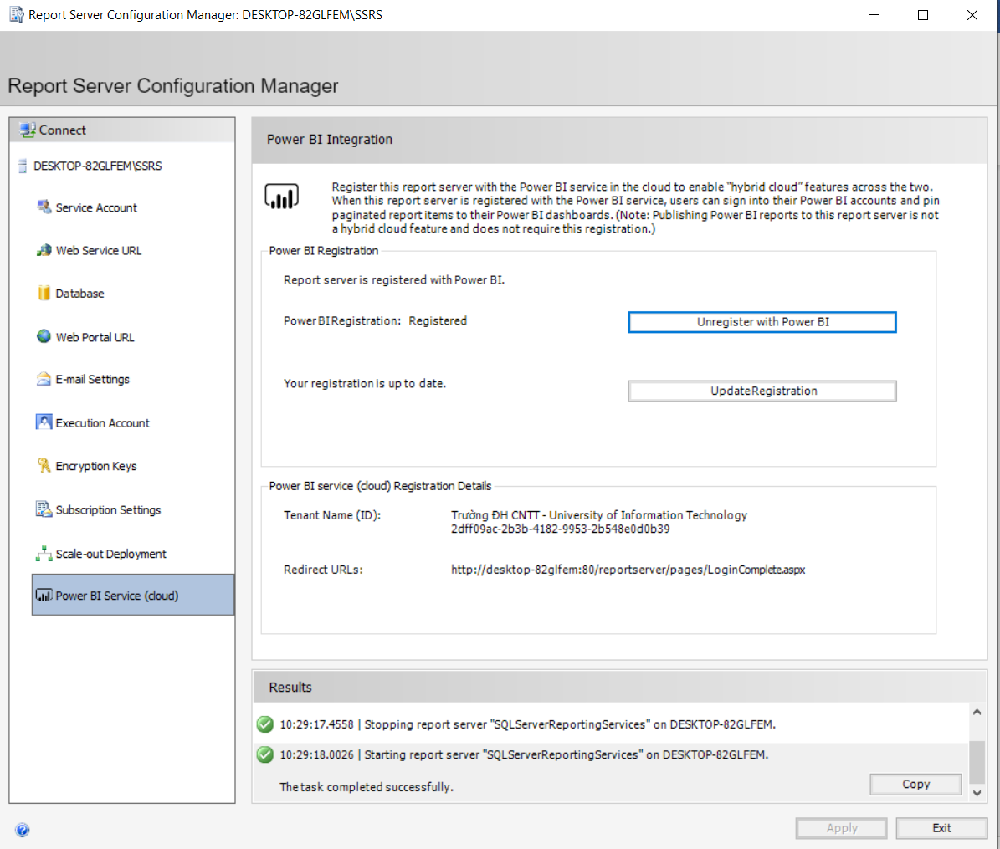 Report Server Configuration Manager: DESKTOP-82GLFEM\SSRS
Report Server Configuration Manager
Connect
DESKTOP-82GLFEM\SSRS
Service Account
Web Service URL
Database
Web Portal URL
E-mail Settings
Execution Account
Encryption Keys
Subscription Settings
Scale-out Deployment
Power BI Service (cloud)
Power BI Integration
Register this report server with the Power BI service in the cloud to enable "hybrid cloud" features across the two.
When this report server is registered with the Power BI service, users can sign into their Power BI accounts and pin
paginated report items to their Power BI dashboards. (Note: Publishing Power BI reports to this report server is not
a hybrid cloud feature and does not require this registration.)
Power BI Registration
Report server is registered with Power BI.
Power BI Registration: Registered
Unregister with Power BI
Your registration is up to date.
Update Registration
Power BI service (cloud) Registration Details
Tenant Name (ID): Trường ĐH CNTT - University of Information Technology
2dff09ac-2b3b-4182-9953-2b548e0d0b39
Redirect URLs: http://desktop-82glfem:80/reportserver/pages/LoginComplete.aspx
Results
10:29:17.4558 | Stopping report server "SQLServerReportingServices" on DESKTOP-82GLFEM.
10:29:18.0026 | Starting report server "SQLServerReportingServices" on DESKTOP-82GLFEM.
The task completed successfully.
Copy
Apply
Exit